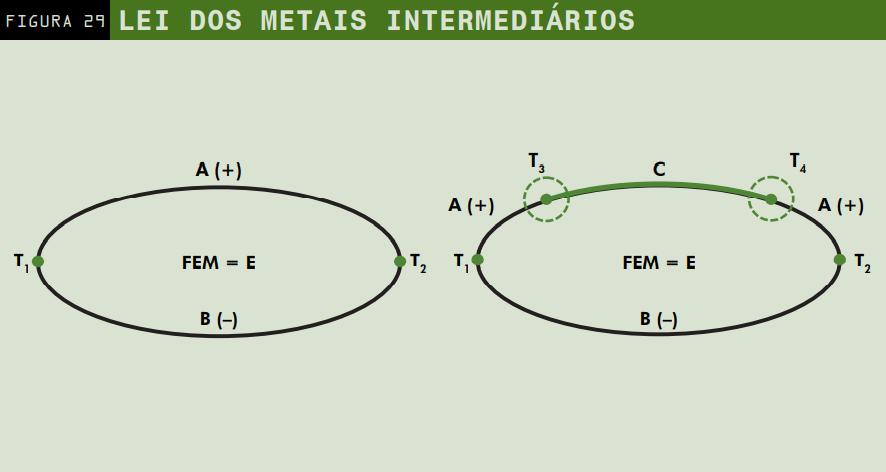 FIGURA 29
LEI DOS METAIS INTERMEDIÁRIOS
A (+)
T1
FEM = E
T2
B (–)
T3
C
T4
A (+)
A (+)
T1
FEM = E
T2
B (–)